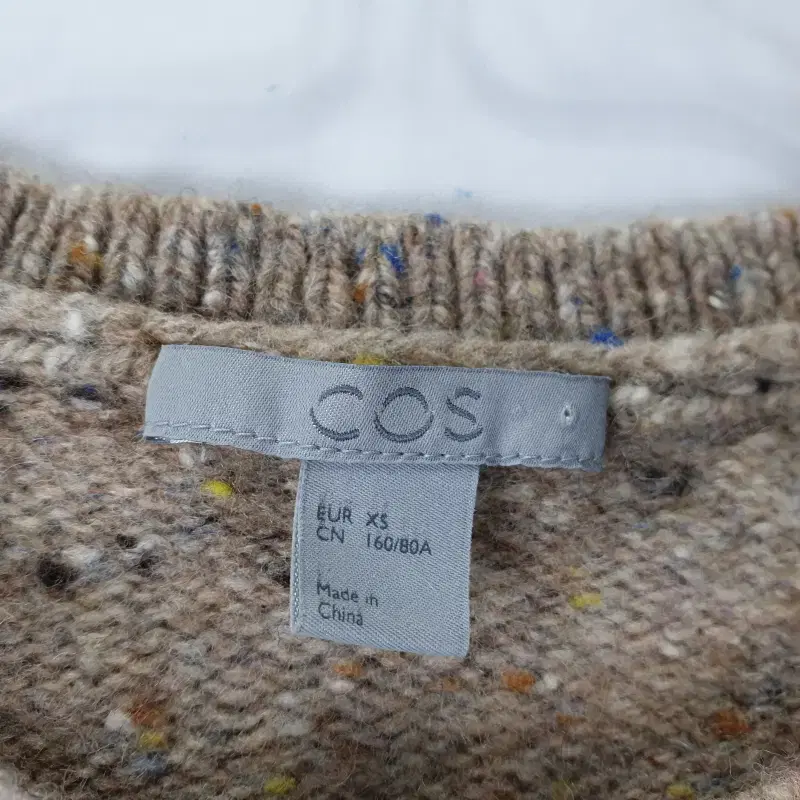 COS
EUR XS
CN 160/80A
Made in
China